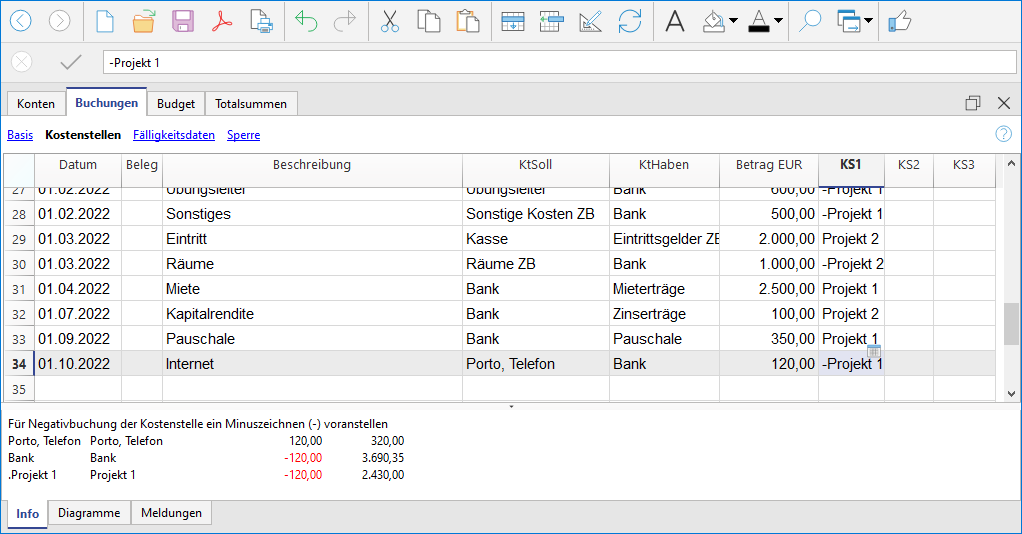 -Projekt 1
Konten Buchungen Budget Totalsummen
Basis Kostenstellen Fälligkeitsdaten Sperre
Datum Beleg Beschreibung KtSoll KtHaben Betrag EUR KS1 KS2 KS3
27 01.02.2022 Übungsleiter Übungsleiter Bank 600,00 -Projekt 1
28 01.02.2022 Sonstiges Sonstige Kosten ZB Bank 500,00 -Projekt 1
29 01.03.2022 Eintritt Kasse Eintrittsgelder ZB 2.000,00 Projekt 2
30 01.03.2022 Räume Räume ZB Bank 1.000,00 -Projekt 2
31 01.04.2022 Miete Bank Mieterträge 2.500,00 Projekt 1
32 01.07.2022 Kapitalrendite Bank Zinserträge 100,00 Projekt 2
33 01.09.2022 Pauschale Bank Pauschale 350,00 Projekt 1
34 01.10.2022 Internet Porto, Telefon Bank 120,00 -Projekt 1
35
Für Negativbuchung der Kostenstelle ein Minuszeichnen (-) voranstellen
Porto, Telefon Porto, Telefon 120,00 320,00
Bank Bank -120,00 3.690,35
.Projekt 1 Projekt 1 -120,00 2.430,00
Info Diagramme Meldungen